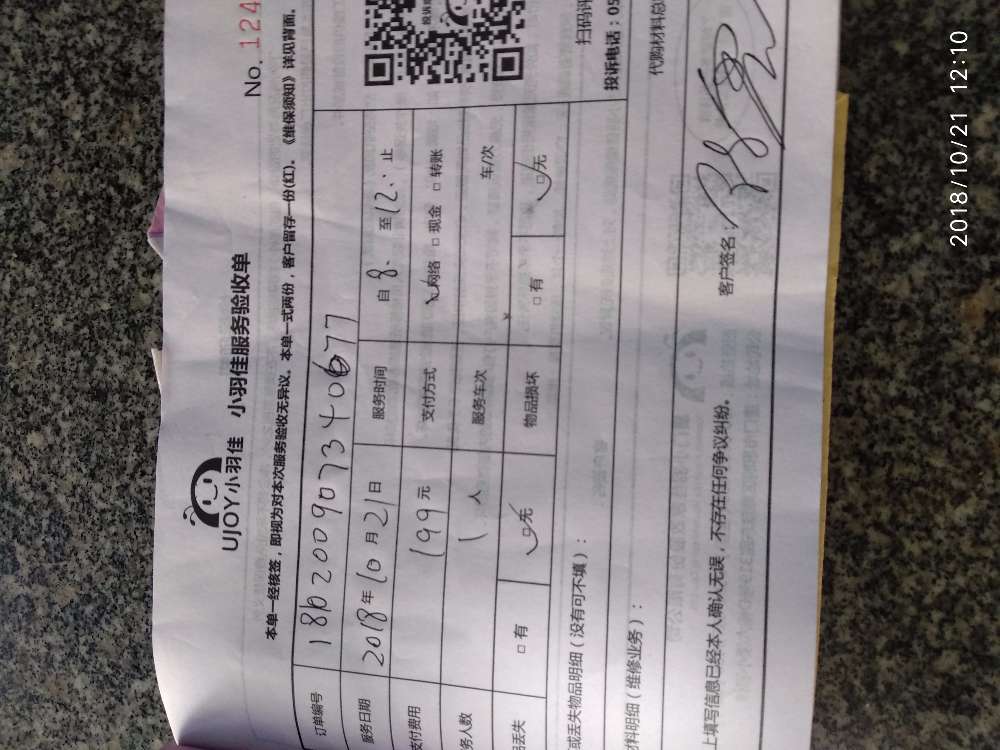 No. 124
UJOY小羽佳 小羽佳服务验收单
本单一经核签，即视为对本次服务验收无异议。本单一式两份，客户留存一份(红)。《维保须知》详见背面。
订单编号 186200907340677
服务日期 2018年10月21日 服务时间 自8:至12:止
支付费用 199元 支付方式 网络 □现金 □转账
务人数 1人 服务车次 车/次
品丢失 □有 □无 物品损坏 □有 □无
或丢失物品明细（没有可不填）：
扫码评
投诉电话：05
材料明细（维修业务）：
代购材料总
上填写信息已经本人确认无误，不存在任何争议纠纷。 客户签名：
2018/10/21 12:10